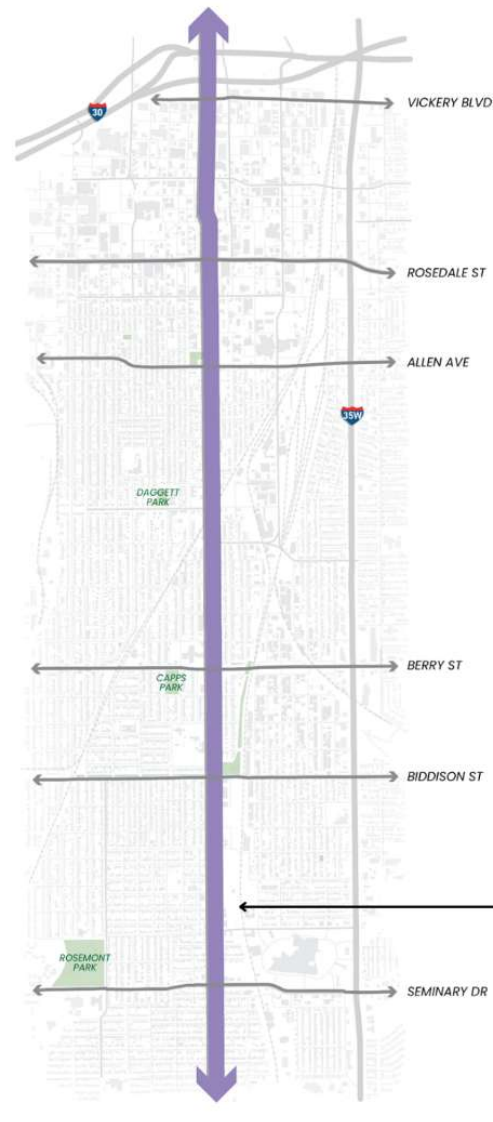 VICKERY BLVD
30
ROSEDALE ST
ALLEN AVE
35W
DAGGETT
PARK
BERRY ST
CAPPS
PARK
BIDDISON ST
ROSEMONT
PARK
SEMINARY DR